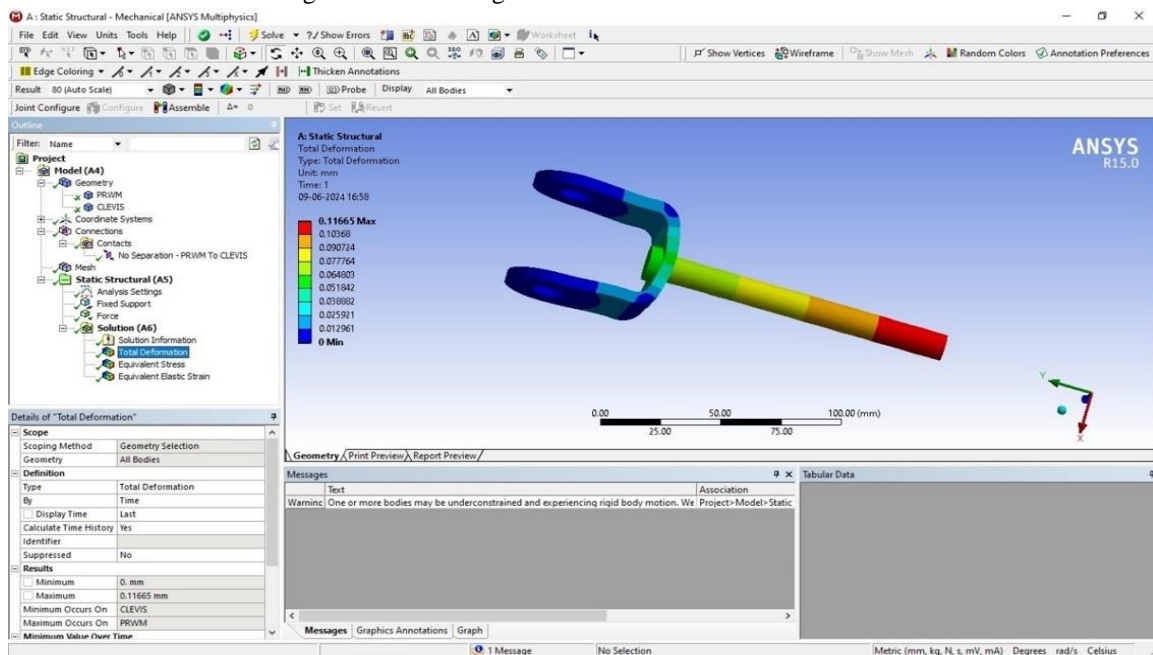 A : Static Structural - Mechanical [ANSYS Multiphysics]
File Edit View Units Tools Help Solve ?/ Show Errors Worksheet
Show Vertices Wireframe Show Mesh Random Colors Annotation Preferences
Edge Coloring Thicken Annotations
Result 80 (Auto Scale) Probe Display All Bodies
Joint Configure Configure Assemble Δ= 0 Set Revert
Outline
Filter: Name
Project
Model (A4)
Geometry
PRWM
CLEVIS
Coordinate Systems
Connections
Contacts
No Separation - PRWM To CLEVIS
Mesh
Static Structural (A5)
Analysis Settings
Fixed Support
Force
Solution (A6)
Solution Information
Total Deformation
Equivalent Stress
Equivalent Elastic Strain
A: Static Structural
Total Deformation
Type: Total Deformation
Unit: mm
Time: 1
09-06-2024 16:58
0.11665 Max
0.10368
0.090724
0.077764
0.064803
0.051842
0.038882
0.025921
0.012961
0 Min
ANSYS
R15.0
Y
X
0.00 50.00 100.00 (mm)
25.00 75.00
Geometry Print Preview Report Preview
Details of "Total Deformation"
Scope
Scoping Method Geometry Selection
Geometry All Bodies
Definition
Type Total Deformation
By Time
Display Time Last
Calculate Time History Yes
Identifier
Suppressed No
Results
Minimum 0. mm
Maximum 0.11665 mm
Minimum Occurs On CLEVIS
Maximum Occurs On PRWM
Minimum Value Over Time
Messages
Text Association
Warninc One or more bodies may be underconstrained and experiencing rigid body motion. We Project>Model>Static
Messages Graphics Annotations Graph
Tabular Data
1 Message No Selection Metric (mm, kg, N, s, mV, mA) Degrees rad/s Celsius